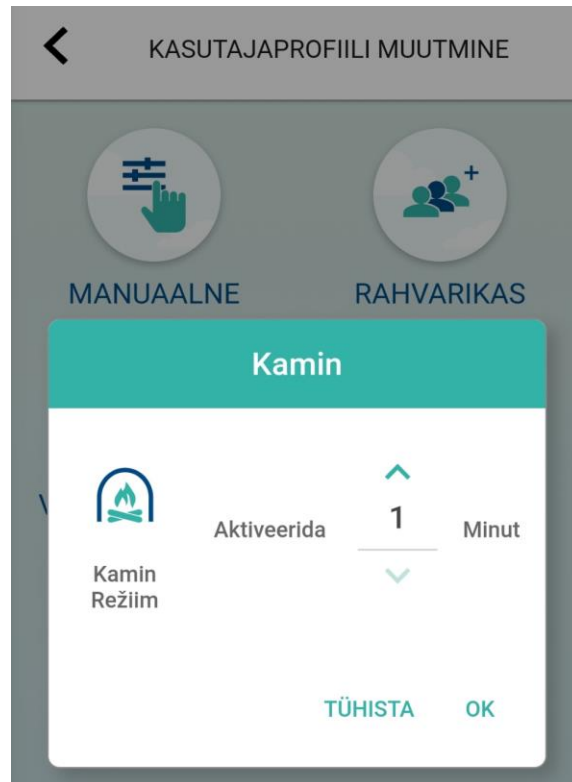 KASUTAJAPROFIILI MUUTMINE
MANUAALNE
RAHVARIKAS
Kamin
Aktiveerida 1 Minut
Kamin
Režiim
TÜHISTA OK